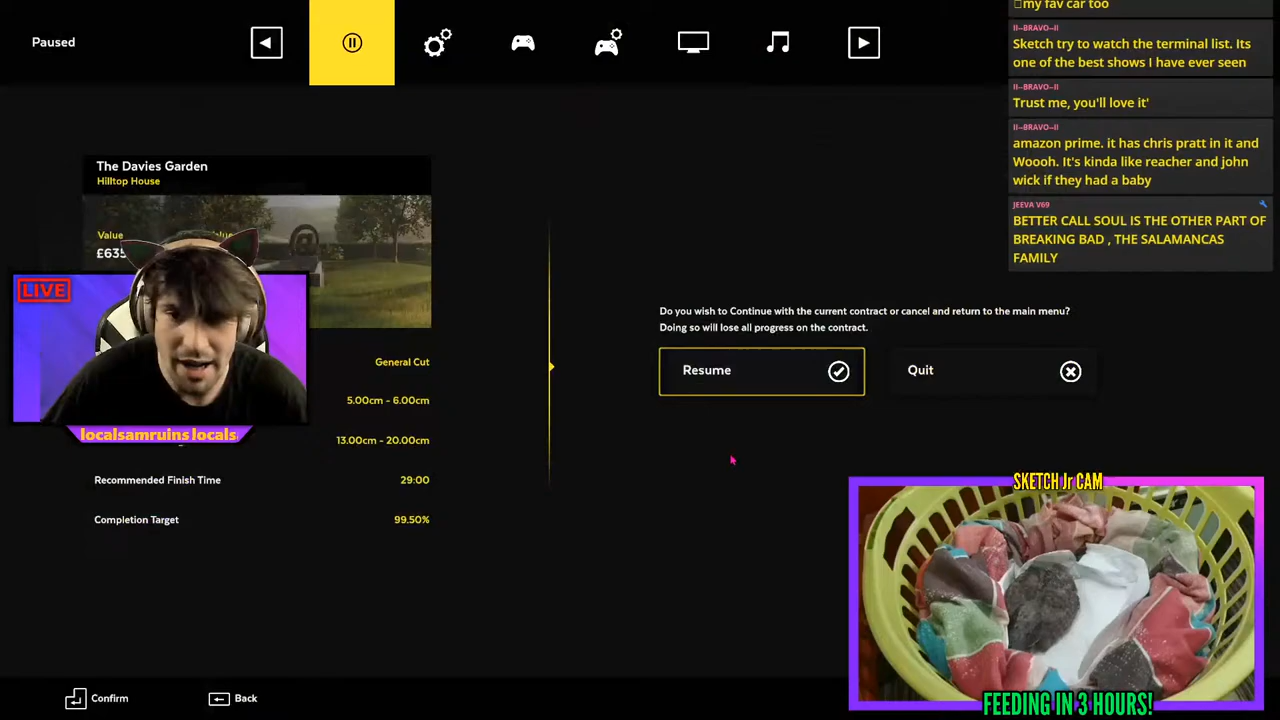 Paused
my fav car too
II-BRAVO-II
Sketch try to watch the terminal list. Its
one of the best shows I have ever seen
II-BRAVO-II
Trust me, you'll love it'
II-BRAVO-II
amazon prime. it has chris pratt in it and
Woooh. It's kinda like reacher and john
wick if they had a baby
JEEVA V69
BETTER CALL SOUL IS THE OTHER PART OF
BREAKING BAD , THE SALAMANCAS
FAMILY
The Davies Garden
Hilltop House
Value
£635
LIVE
localsamruins locals
General Cut
5.00cm - 6.00cm
13.00cm - 20.00cm
Recommended Finish Time 29:00
Completion Target 99.50%
Do you wish to Continue with the current contract or cancel and return to the main menu?
Doing so will lose all progress on the contract.
Resume
Quit
SKETCH Jr CAM
FEEDING IN 3 HOURS!
Confirm
Back